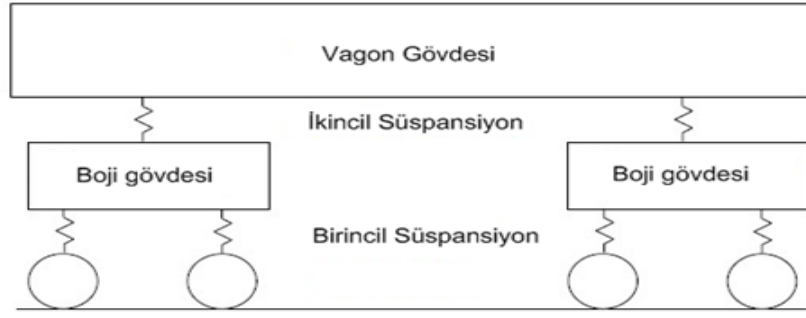 Vagon Gövdesi
İkincil Süspansiyon
Boji gövdesi
Boji gövdesi
Birincil Süspansiyon